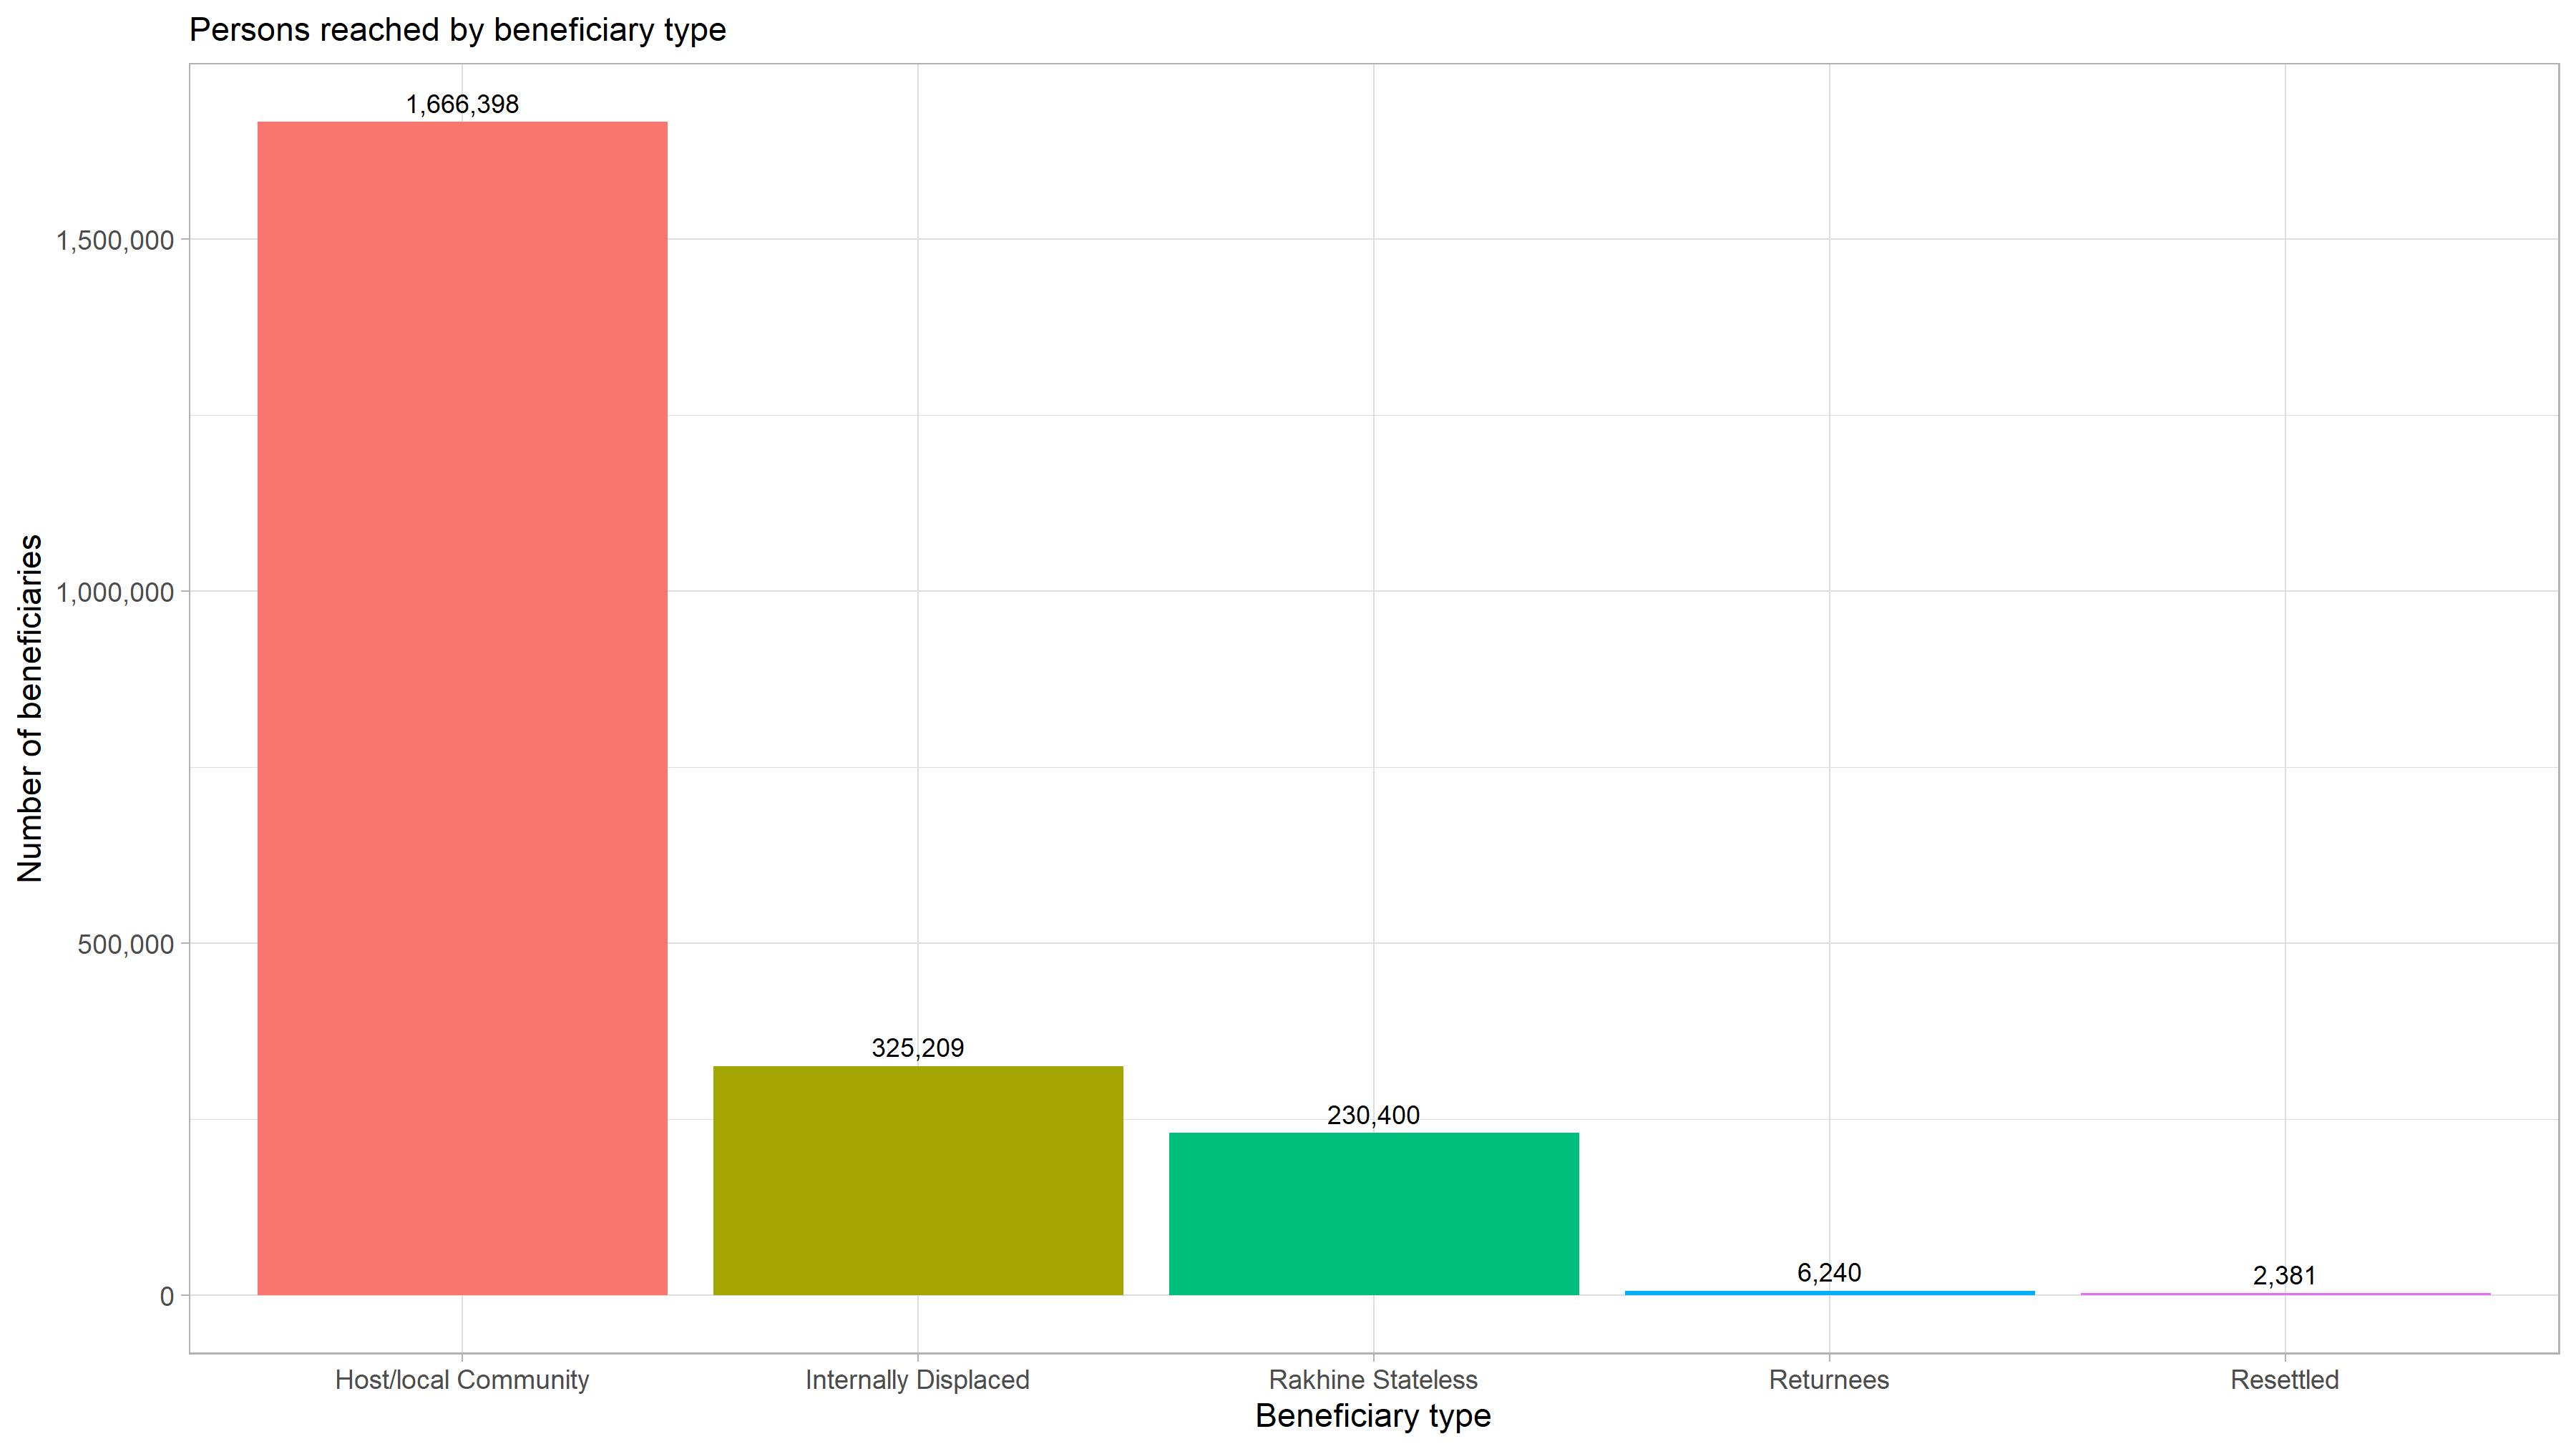 Persons reached by beneficiary type
1,666,398
1,500,000
1,000,000
Number of beneficiaries
500,000
325,209
230,400
6,240
2,381
0
Host/local Community
Internally Displaced
Rakhine Stateless
Returnees
Resettled
Beneficiary type